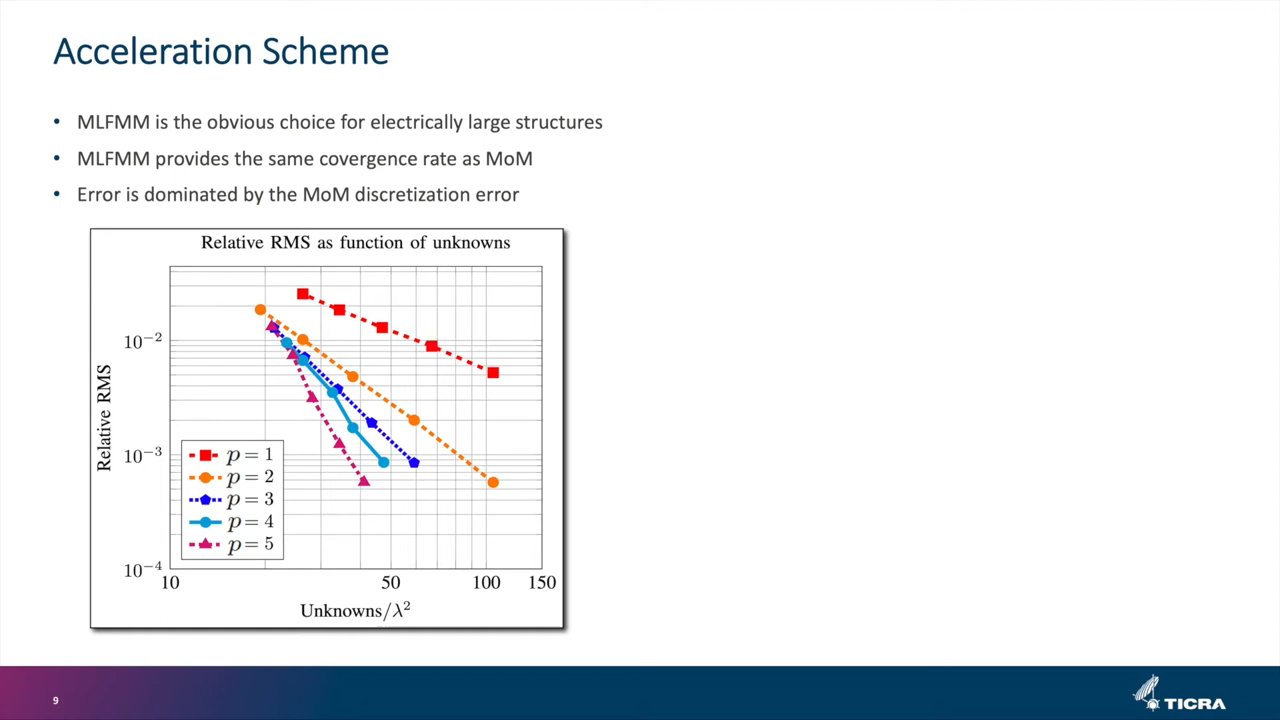 Acceleration Scheme
• MLFMM is the obvious choice for electrically large structures
• MLFMM provides the same covergence rate as MoM
• Error is dominated by the MoM discretization error
Relative RMS as function of unknowns
Relative RMS
10⁻²
10⁻³
10⁻⁴
p = 1
p = 2
p = 3
p = 4
p = 5
10 50 100 150
Unknowns/λ²
9
TICRA